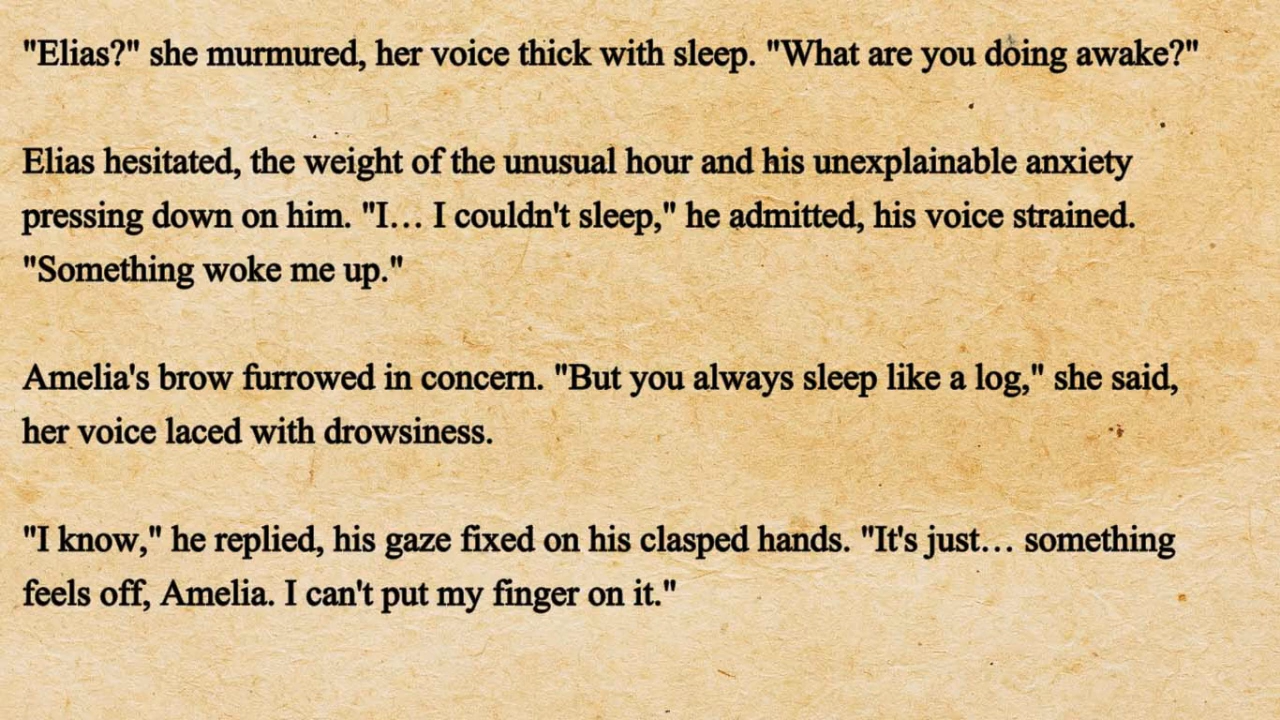 "Elias?" she murmured, her voice thick with sleep. "What are you doing awake?"
Elias hesitated, the weight of the unusual hour and his unexplainable anxiety
pressing down on him. "I… I couldn't sleep," he admitted, his voice strained.
"Something woke me up."
Amelia's brow furrowed in concern. "But you always sleep like a log," she said,
her voice laced with drowsiness.
"I know," he replied, his gaze fixed on his clasped hands. "It's just… something
feels off, Amelia. I can't put my finger on it."